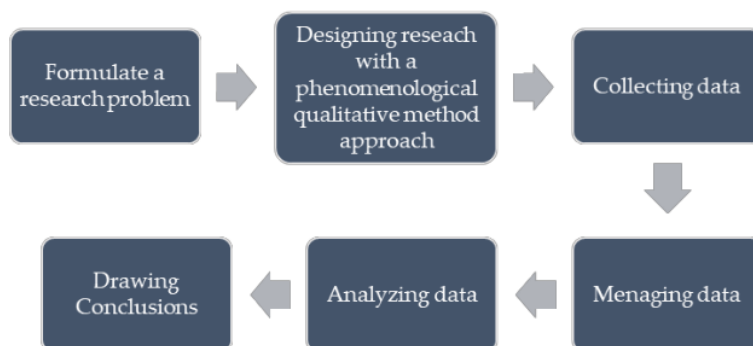 Formulate a
research problem
Designing reseach
with a
phenomenological
qualitative method
approach
Collecting data
Menaging data
Analyzing data
Drawing
Conclusions